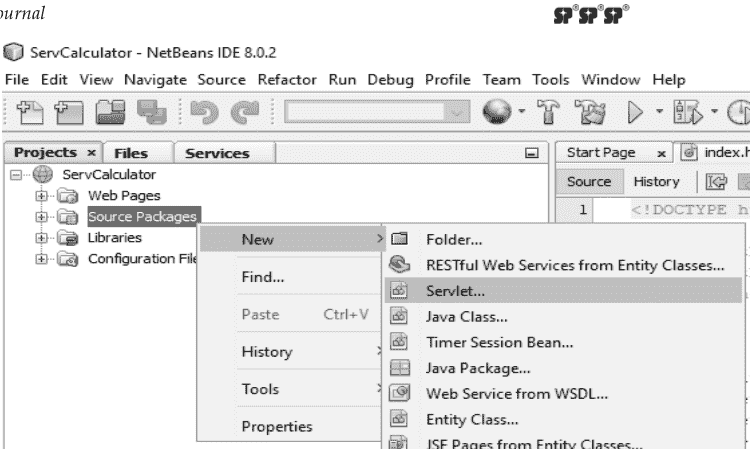 ournal
SP® SP® SP®
ServCalculator - NetBeans IDE 8.0.2
File Edit View Navigate Source Refactor Run Debug Profile Team Tools Window Help
Projects × Files Services
Start Page × index.h
ServCalculator
Source History
Web Pages
Source Packages
1 <!DOCTYPE h
Libraries
Configuration File
New >
Find...
Paste Ctrl+V
History >
Tools >
Properties
Folder...
RESTful Web Services from Entity Classes...
Servlet...
Java Class...
Timer Session Bean...
Java Package...
Web Service from WSDL...
Entity Class...
JSF Pages from Entity Classes...